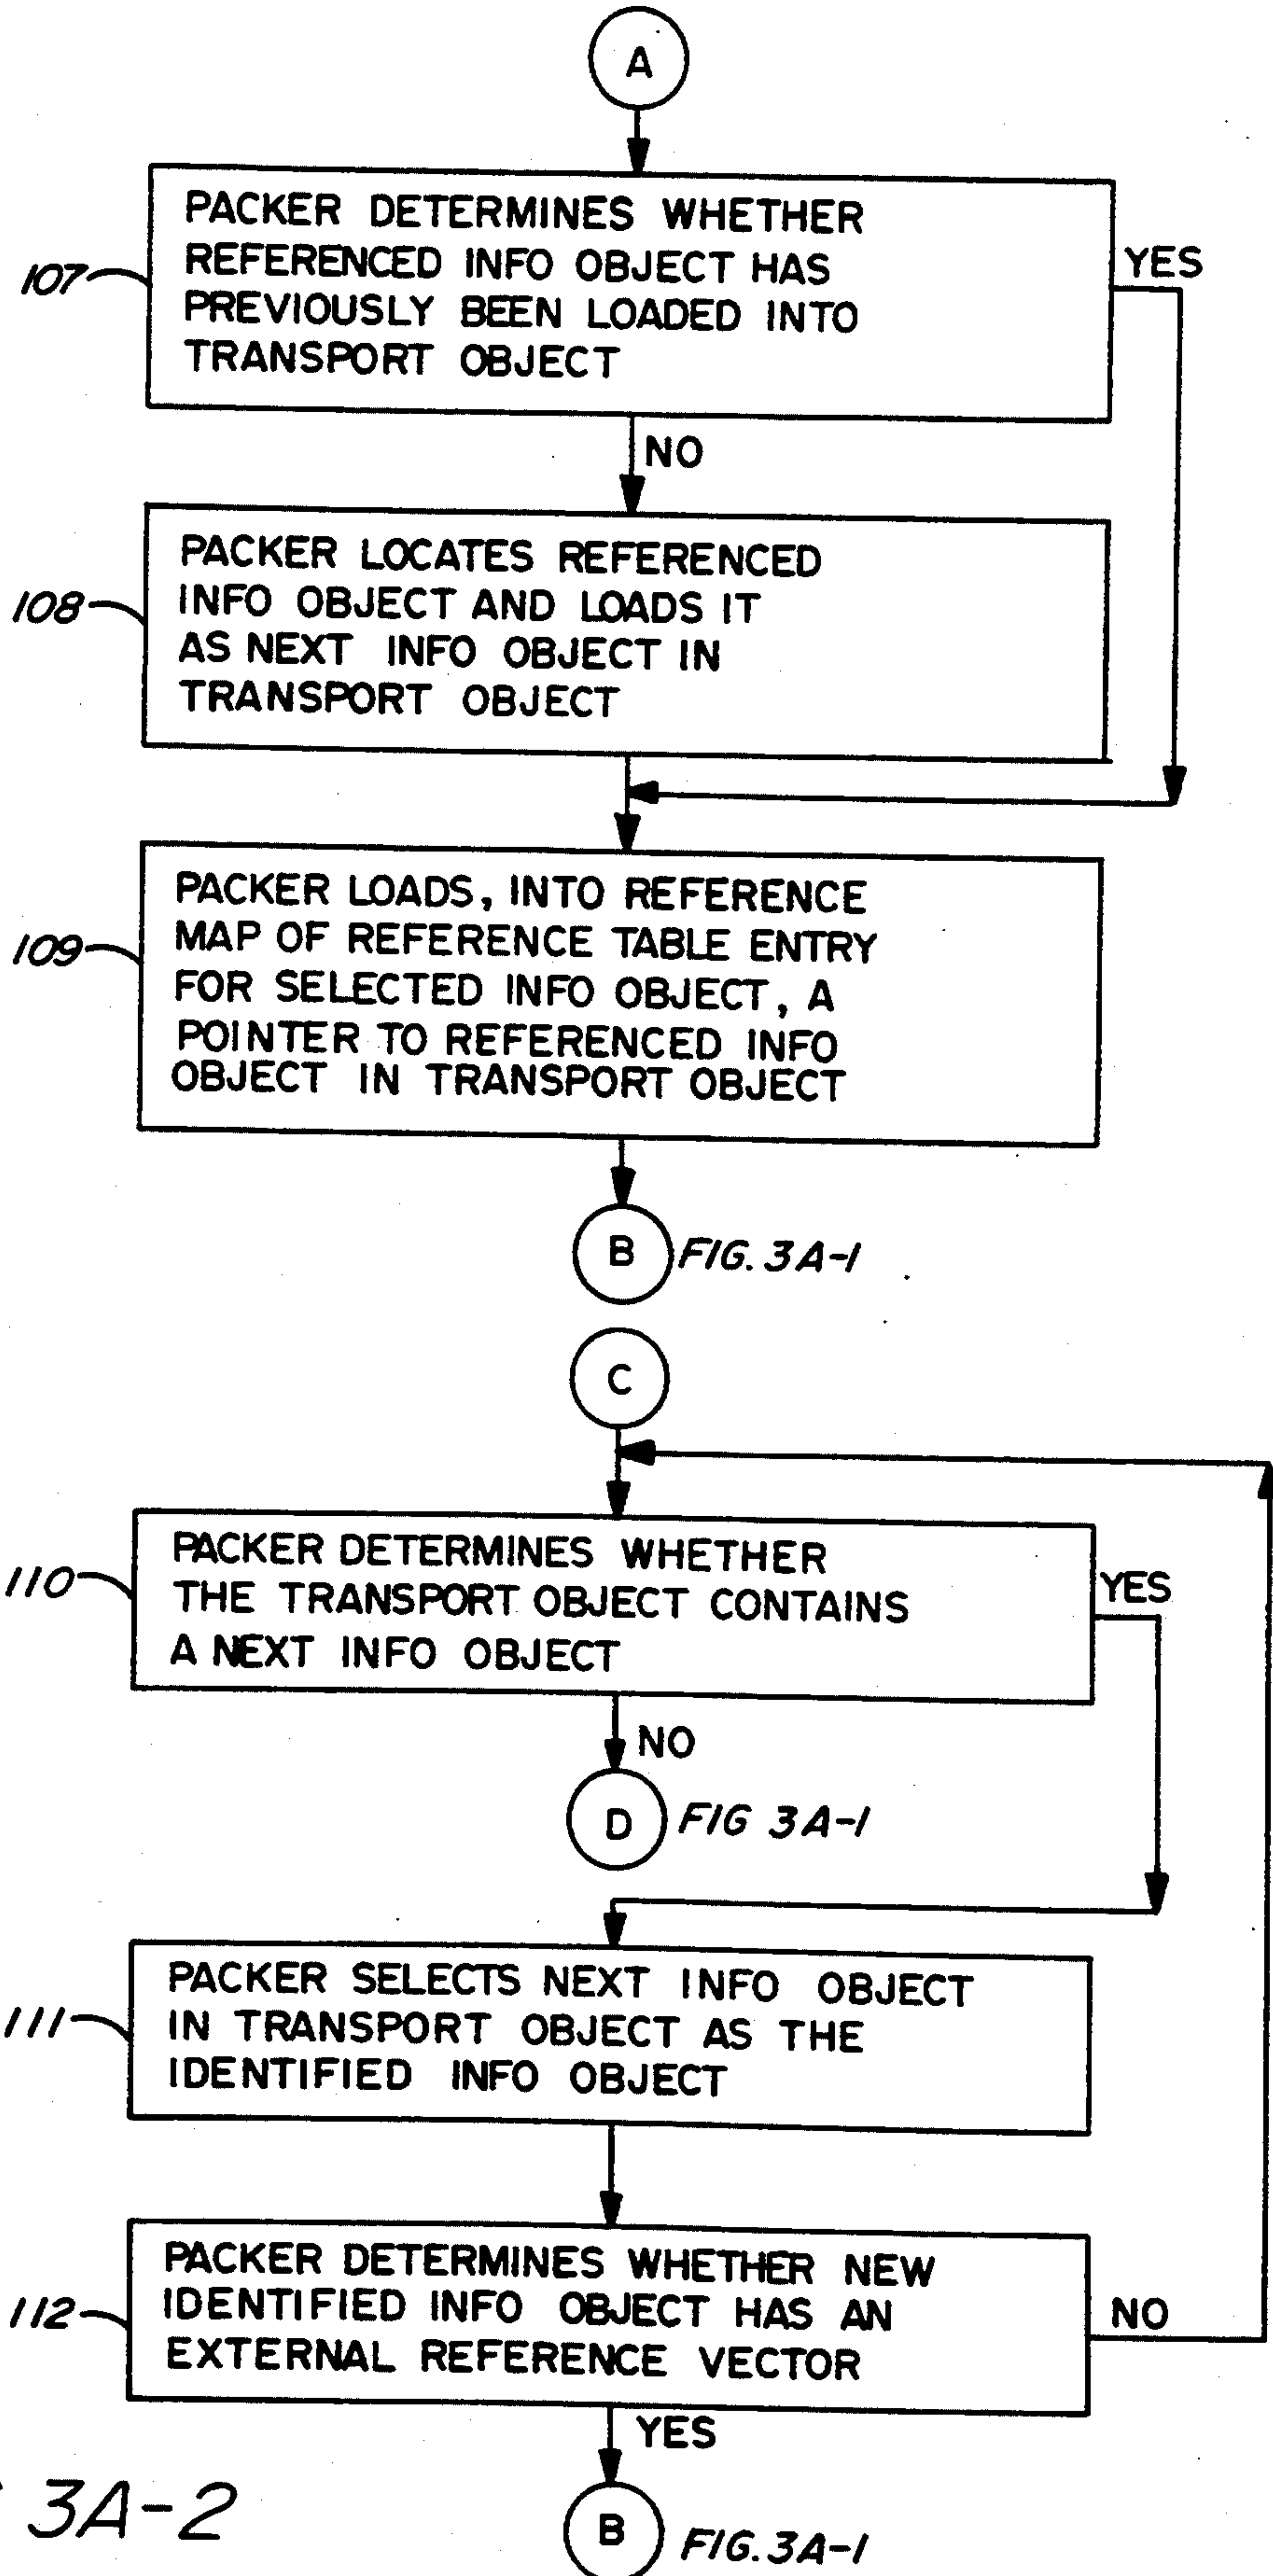 A
PACKER DETERMINES WHETHER
REFERENCED INFO OBJECT HAS
PREVIOUSLY BEEN LOADED INTO
TRANSPORT OBJECT
107
YES
NO
PACKER LOCATES REFERENCED
INFO OBJECT AND LOADS IT
AS NEXT INFO OBJECT IN
TRANSPORT OBJECT
108
PACKER LOADS, INTO REFERENCE
MAP OF REFERENCE TABLE ENTRY
FOR SELECTED INFO OBJECT, A
POINTER TO REFERENCED INFO
OBJECT IN TRANSPORT OBJECT
109
B FIG. 3A-1
C
PACKER DETERMINES WHETHER
THE TRANSPORT OBJECT CONTAINS
A NEXT INFO OBJECT
110
YES
NO
D FIG 3A-1
PACKER SELECTS NEXT INFO OBJECT
IN TRANSPORT OBJECT AS THE
IDENTIFIED INFO OBJECT
111
PACKER DETERMINES WHETHER NEW
IDENTIFIED INFO OBJECT HAS AN
EXTERNAL REFERENCE VECTOR
112
NO
YES
B FIG. 3A-1
3A-2